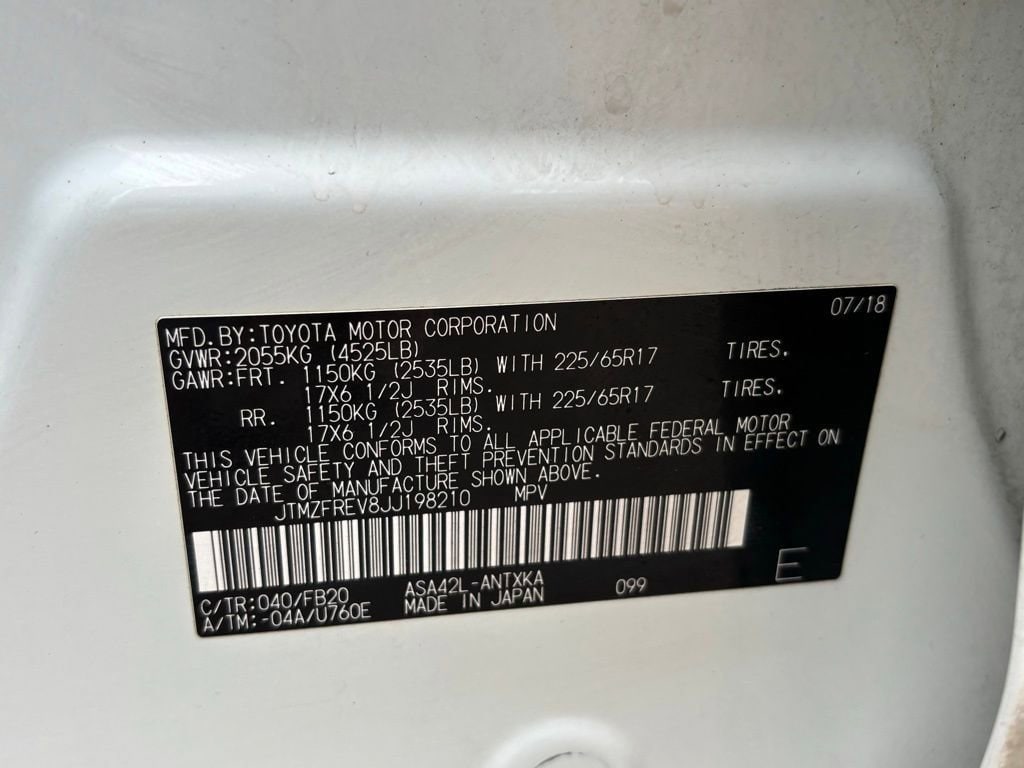 07/18
MFD.BY:TOYOTA MOTOR CORPORATION
GVWR:2055KG (4525LB)
GAWR:FRT. 1150KG (2535LB) WITH 225/65R17 TIRES.
17X6 1/2J RIMS.
RR. 1150KG (2535LB) WITH 225/65R17 TIRES.
17X6 1/2J RIMS.
THIS VEHICLE CONFORMS TO ALL APPLICABLE FEDERAL MOTOR
VEHICLE SAFETY AND THEFT PREVENTION STANDARDS IN EFFECT ON
THE DATE OF MANUFACTURE SHOWN ABOVE.
JTMZFREV8JJ198210 MPV
C/TR:040/FB20 ASA42L-ANTXKA 099 E
A/TM:-04A/U760E MADE IN JAPAN